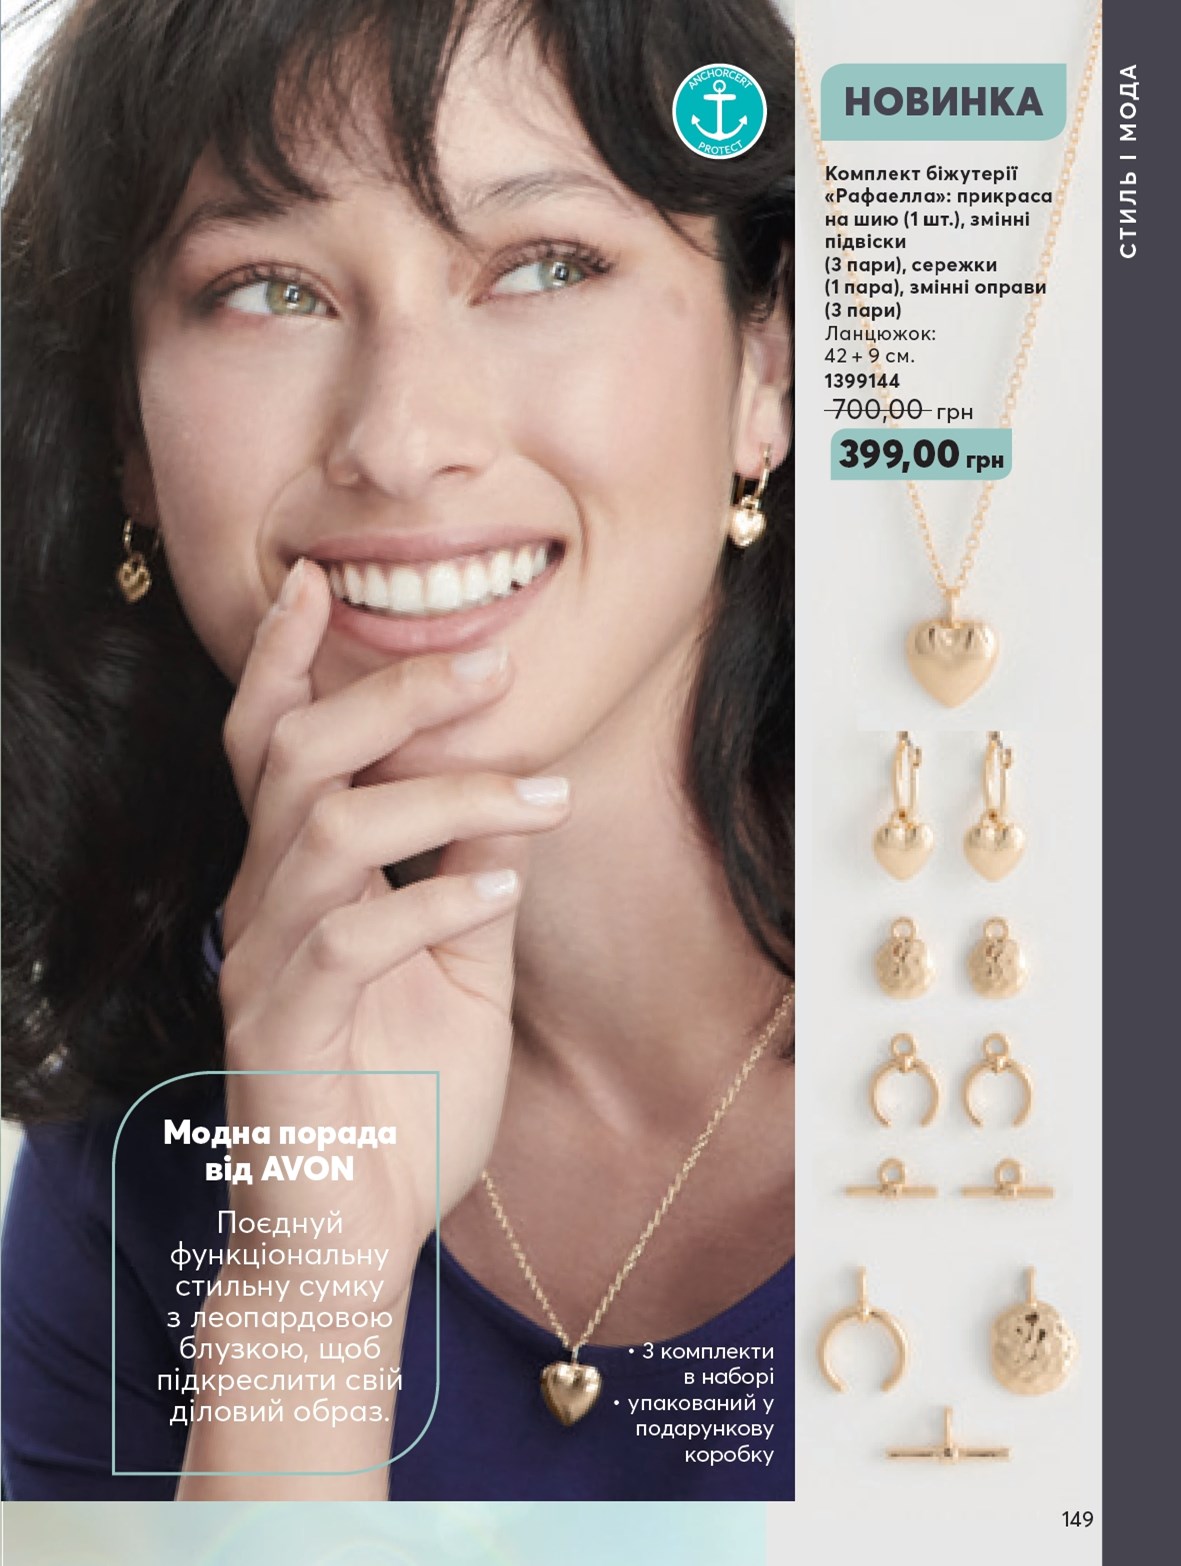 ANCHORCERT
PROTECT
НОВИНКА
СТИЛЬ І МОДА
Комплект біжутерії
«Рафаелла»: прикраса
на шию (1 шт.), змінні
підвіски
(3 пари), сережки
(1 пара), змінні оправи
(3 пари)
Ланцюжок:
42 + 9 см.
1399144
700,00 грн
399,00 грн
Модна порада
від AVON
Поєднуй
функціональну
стильну сумку
з леопардовою
блузкою, щоб
підкреслити свій
діловий образ.
• 3 комплекти
в наборі
• упакований у
подарункову
коробку
149